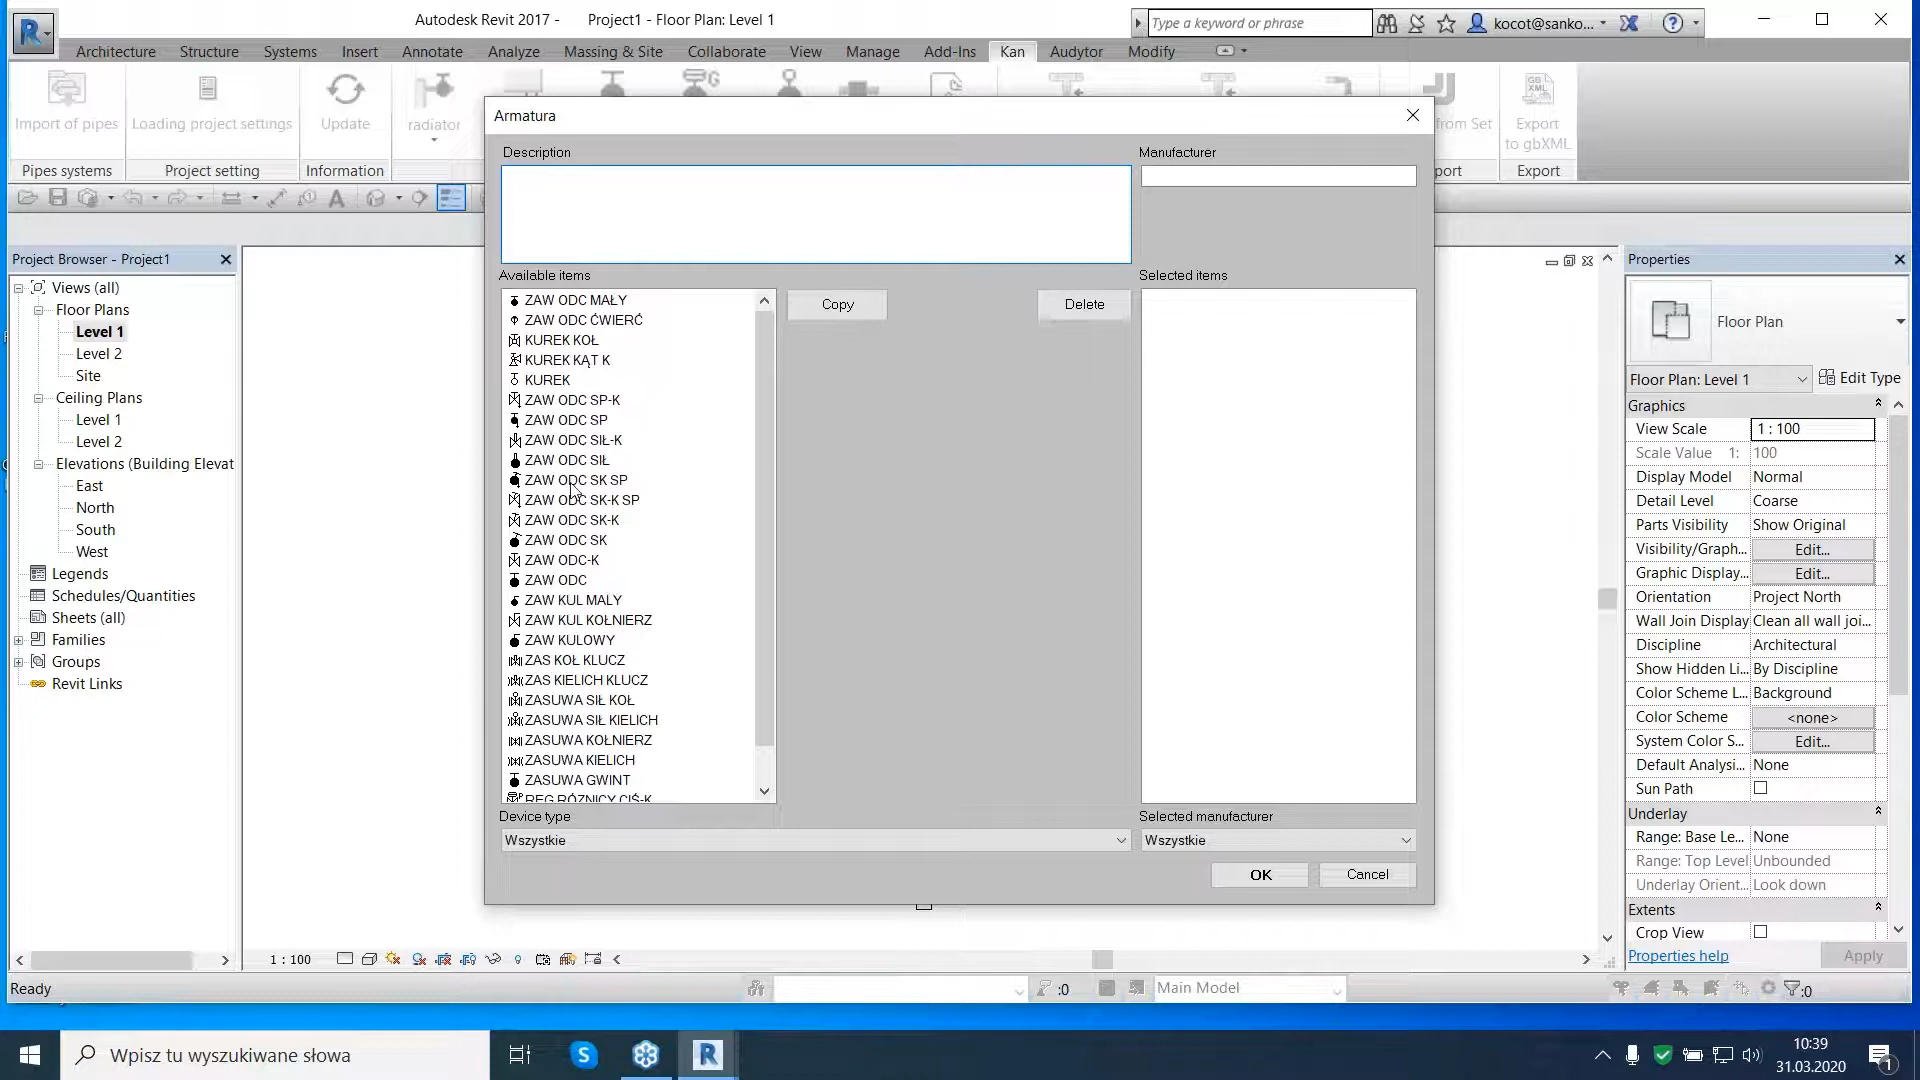 Autodesk Revit 2017 - Project1 - Floor Plan: Level 1
Type a keyword or phrase
kocot@sanko...
Architecture Structure Systems Insert Annotate Analyze Massing & Site Collaborate View Manage Add-Ins Kan Audytor Modify
Import of pipes Loading project settings Update radiator
from Set Export
to gbXML
Pipes systems Project setting Information port Export
Armatura
Description Manufacturer
Available items Selected items
Copy Delete
ZAW ODC MAŁY
ZAW ODC ĆWIERĆ
KUREK KOŁ
KUREK KĄT K
KUREK
ZAW ODC SP-K
ZAW ODC SP
ZAW ODC SIŁ-K
ZAW ODC SIŁ
ZAW ODC SK SP
ZAW ODC SK-K SP
ZAW ODC SK-K
ZAW ODC SK
ZAW ODC-K
ZAW ODC
ZAW KUL MAŁY
ZAW KUL KOŁNIERZ
ZAW KULOWY
ZAS KOŁ KLUCZ
ZAS KIELICH KLUCZ
ZASUWA SIŁ KOŁ
ZASUWA SIŁ KIELICH
ZASUWA KOŁNIERZ
ZASUWA KIELICH
ZASUWA GWINT
REG RÓŻNICY CIŚ-K
Device type Selected manufacturer
Wszystkie Wszystkie
OK Cancel
Project Browser - Project1
Views (all)
Floor Plans
Level 1
Level 2
Site
Ceiling Plans
Level 1
Level 2
Elevations (Building Elevat
East
North
South
West
Legends
Schedules/Quantities
Sheets (all)
Families
Groups
Revit Links
Properties
Floor Plan
Floor Plan: Level 1 Edit Type
Graphics
View Scale 1 : 100
Scale Value 1: 100
Display Model Normal
Detail Level Coarse
Parts Visibility Show Original
Visibility/Graph... Edit...
Graphic Display... Edit...
Orientation Project North
Wall Join Display Clean all wall joi...
Discipline Architectural
Show Hidden Li... By Discipline
Color Scheme L... Background
Color Scheme <none>
System Color S... Edit...
Default Analysi... None
Sun Path
Underlay
Range: Base Le... None
Range: Top Level Unbounded
Underlay Orient... Look down
Extents
Crop View
Properties help Apply
1 : 100
Ready :0 Main Model :0
Wpisz tu wyszukiwane słowa
10:39
31.03.2020
1